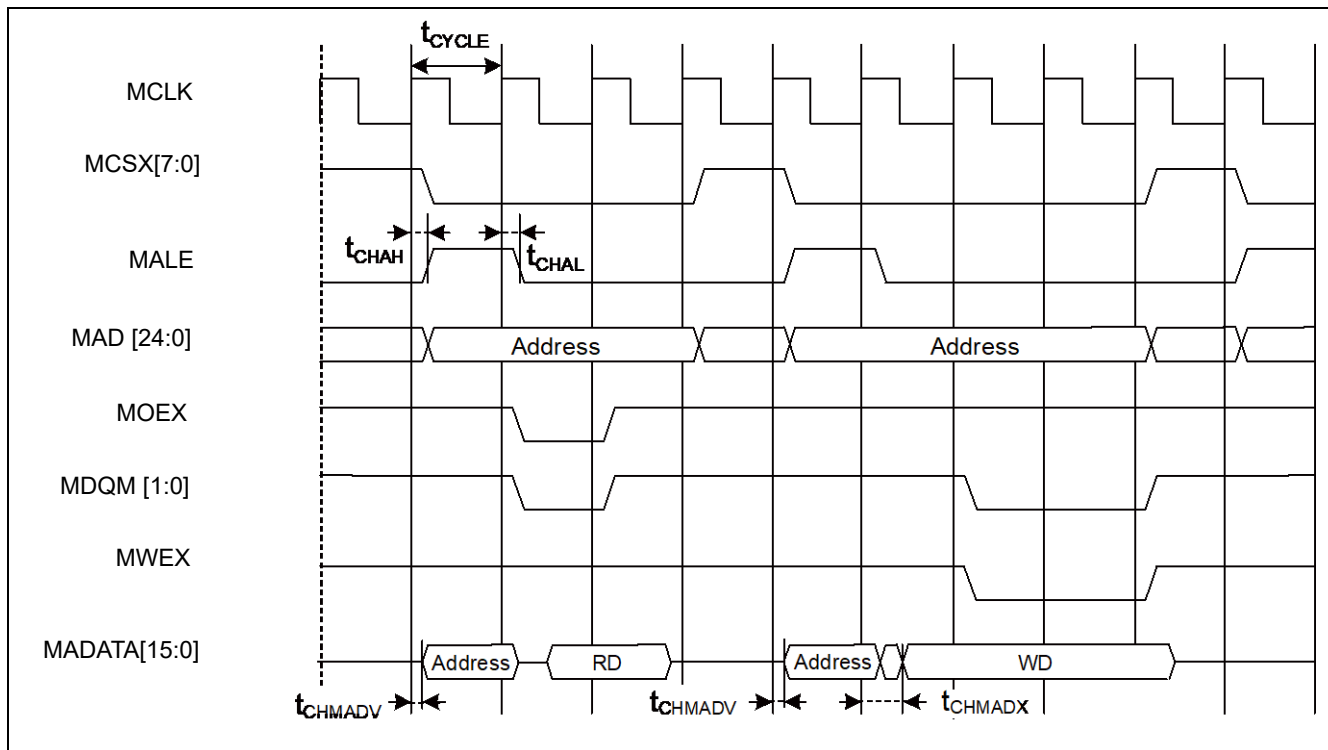 tCYCLE
MCLK
MCSX[7:0]
tCHAH
tCHAL
MALE
MAD [24:0]
Address
Address
MOEX
MDQM [1:0]
MWEX
MADATA[15:0]
Address
RD
Address
WD
tCHMADV
tCHMADV
tCHMADX